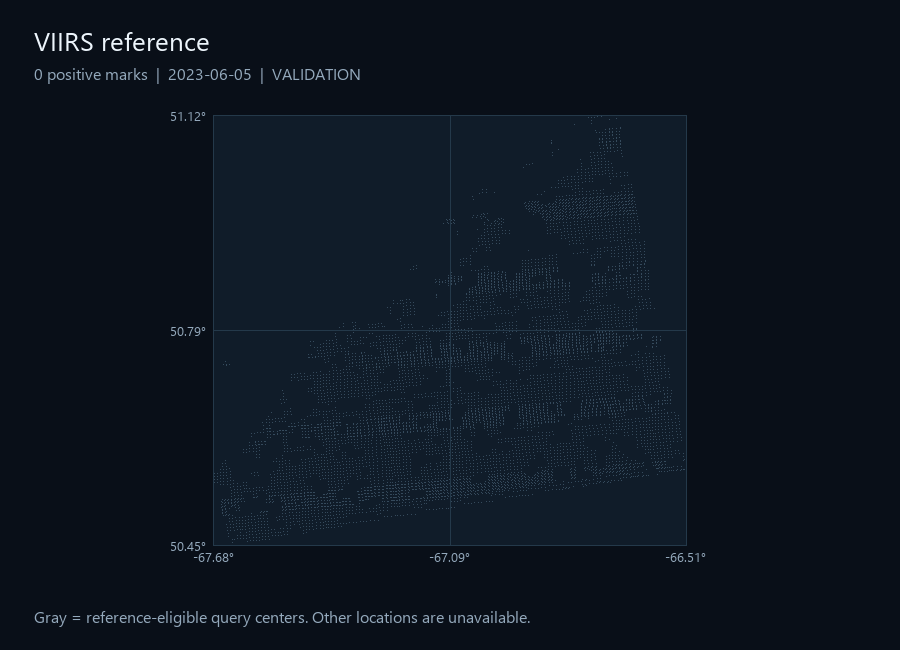 VIIRS reference
0 positive marks | 2023-06-05 | VALIDATION
51.12°
50.79°
50.45°
-67.68°
-67.09°
-66.51°
Gray = reference-eligible query centers. Other locations are unavailable.